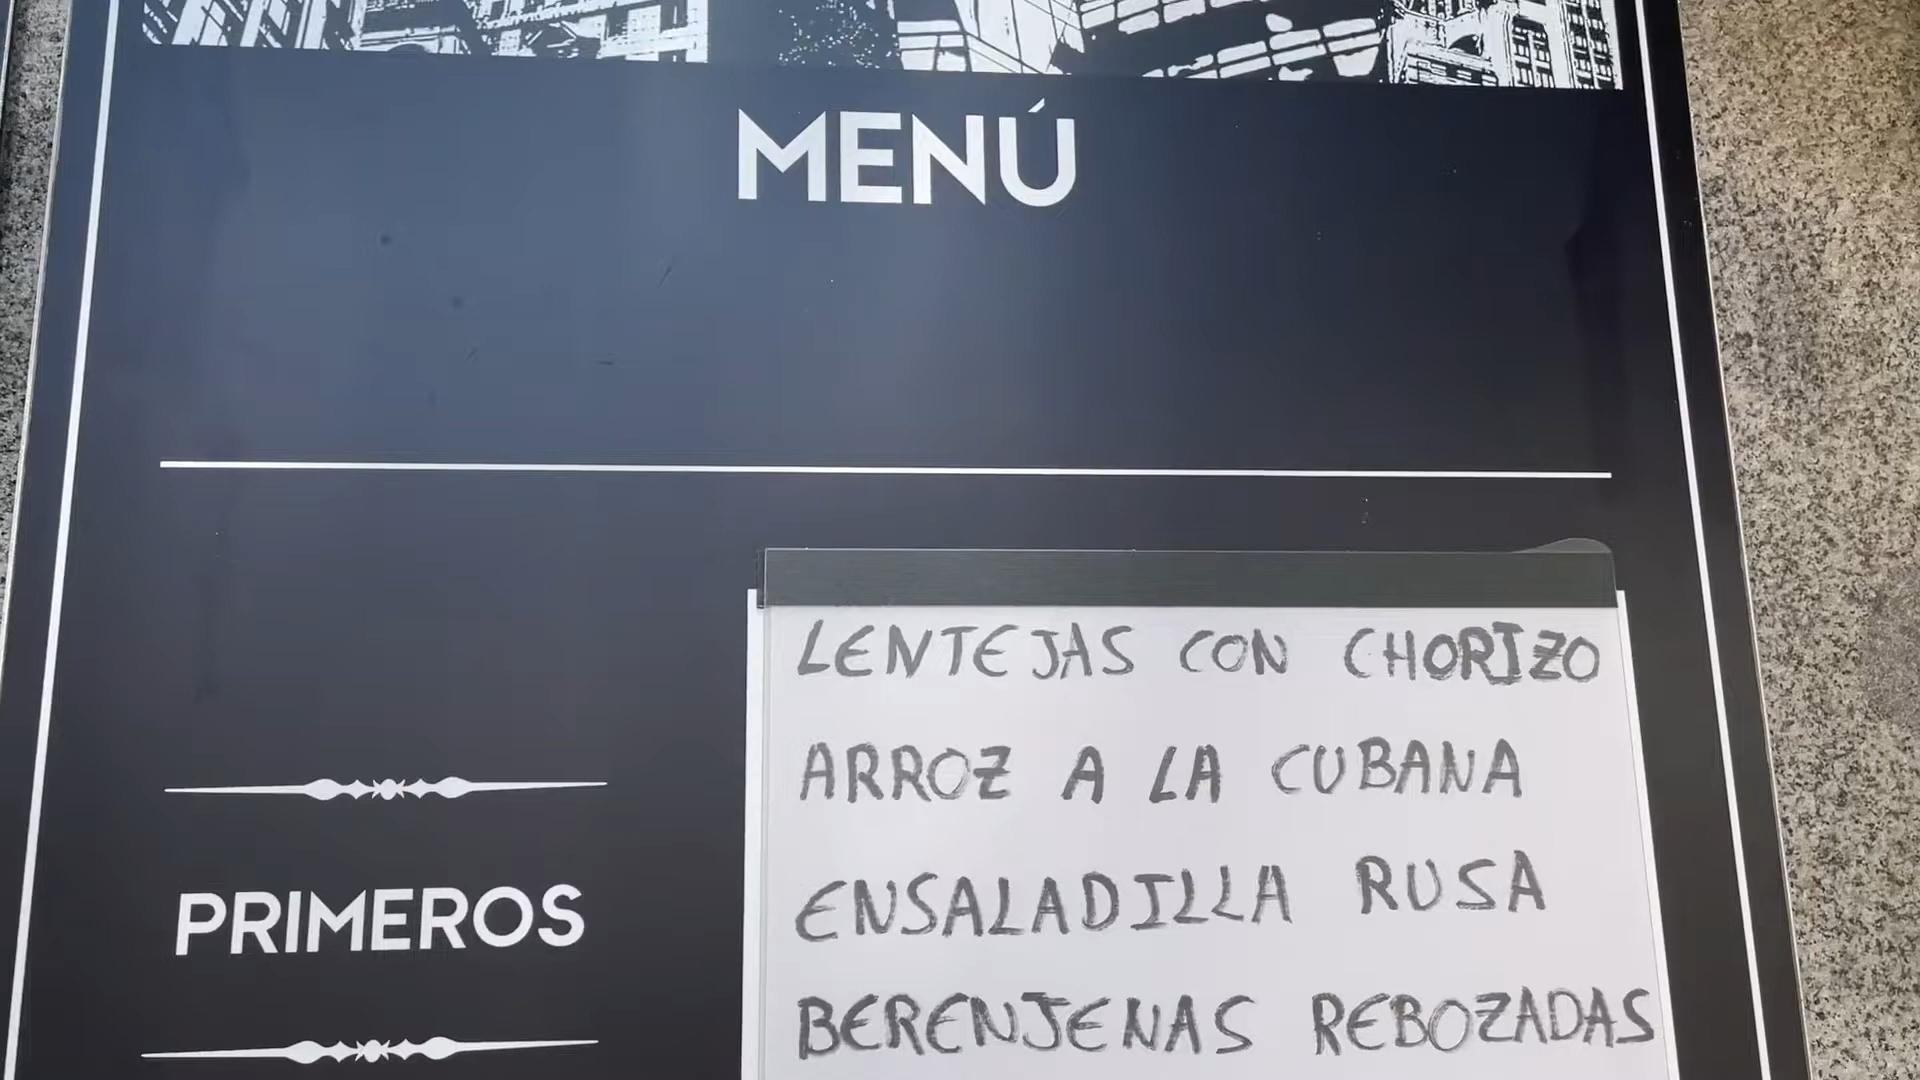 MENÚ
LENTEJAS CON CHORIZO
ARROZ A LA CUBANA
ENSALADILLA RUSA
PRIMEROS
BERENJENAS REBOZADAS